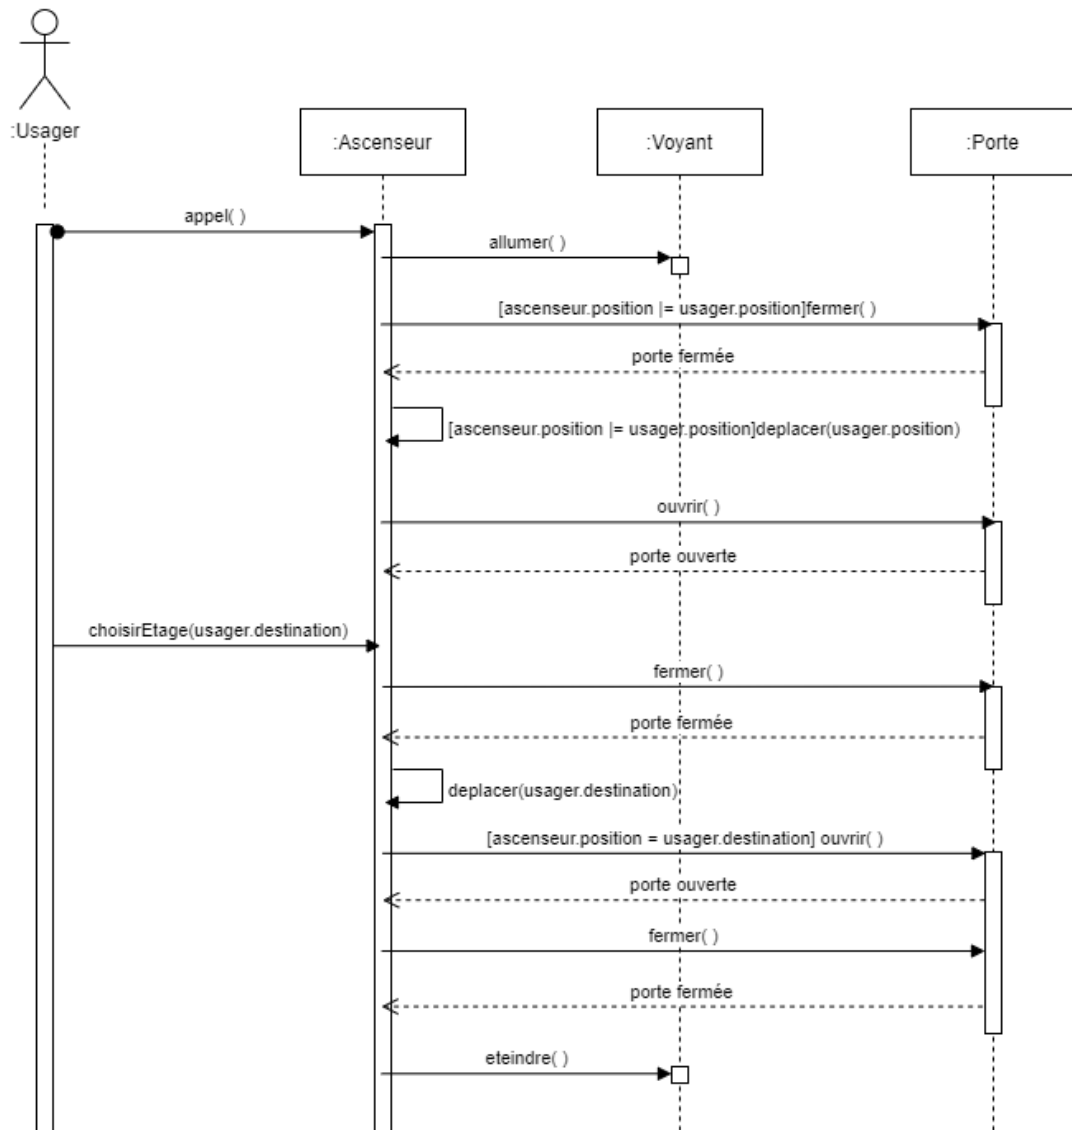 :Usager
:Ascenseur
:Voyant
:Porte
appel( )
allumer( )
[ascenseur.position |= usager.position]fermer( )
porte fermée
[ascenseur.position |= usager.position]deplacer(usager.position)
ouvrir( )
porte ouverte
choisirEtage(usager.destination)
fermer( )
porte fermée
deplacer(usager.destination)
[ascenseur.position = usager.destination] ouvrir( )
porte ouverte
fermer( )
porte fermée
eteindre( )